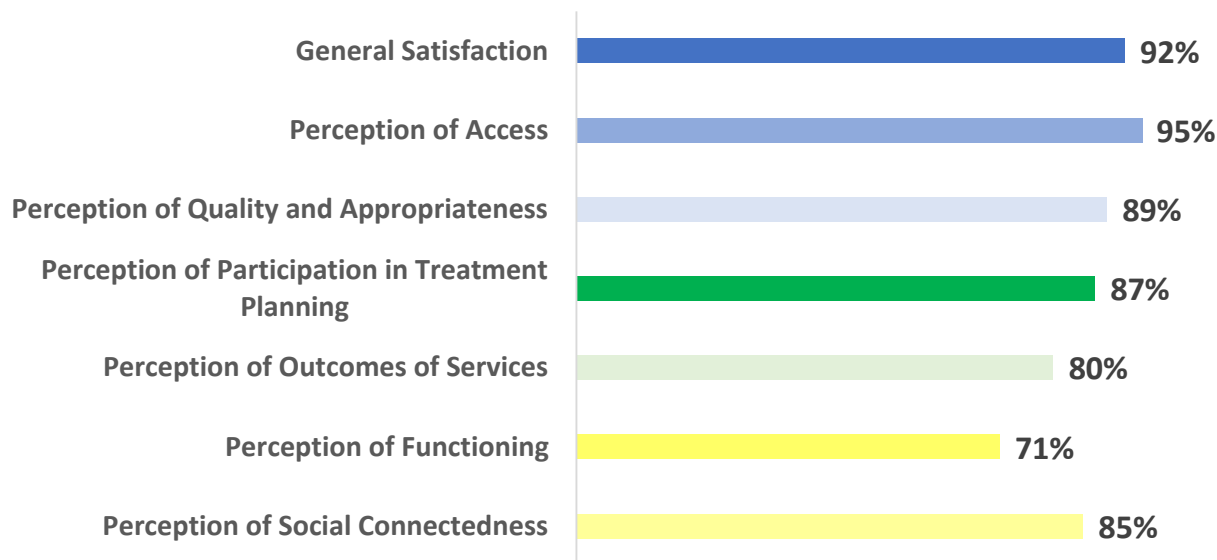 General Satisfaction 92%
Perception of Access 95%
Perception of Quality and Appropriateness 89%
Perception of Participation in Treatment
Planning 87%
Perception of Outcomes of Services 80%
Perception of Functioning 71%
Perception of Social Connectedness 85%